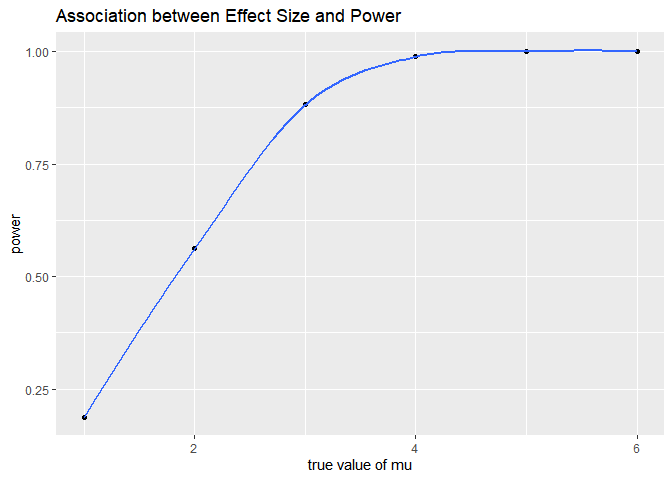 Association between Effect Size and Power
1.00
0.75
0.50
0.25
power
2
4
6
true value of mu